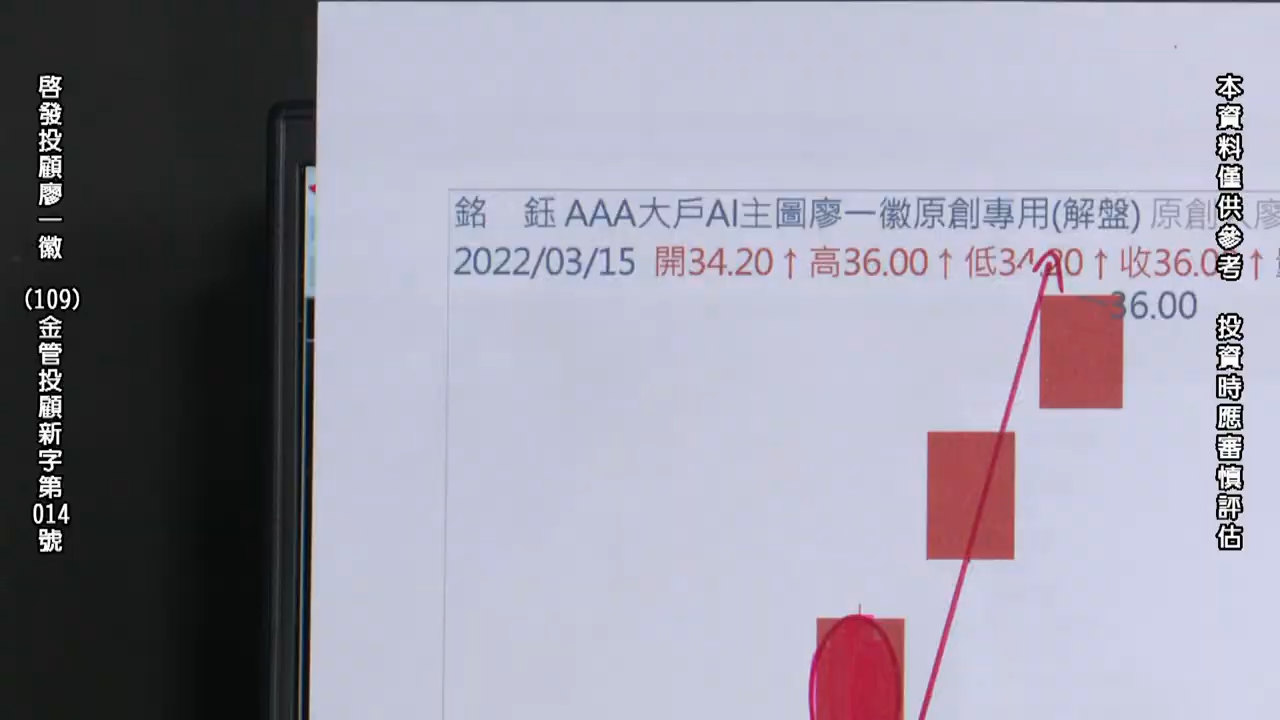 啓發投顧廖一徽
(109)金管投顧新字第014號
銘 鈺 AAA大戶AI主圖廖一徽原創專用(解盤) 原創
2022/03/15 開34.20↑ 高36.00↑ 低34.20↑ 收36.0
36.00
本資料僅供參考 投資時應審慎評估